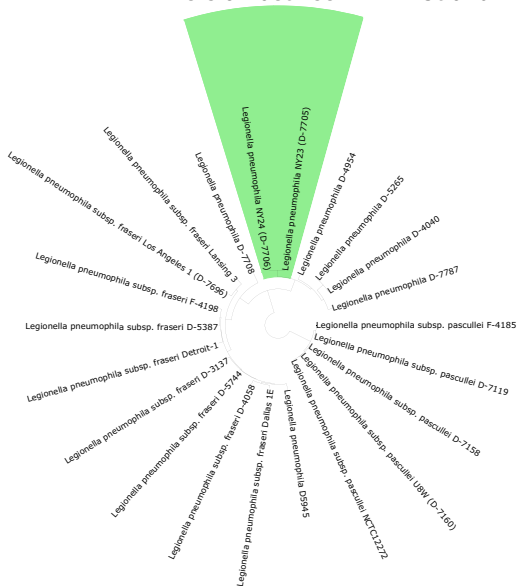 Legionella pneumophila NY24 (D-7706)
Legionella pneumophila NY23 (D-7705)
Legionella pneumophila D-4954
Legionella pneumophila D-5265
Legionella pneumophila D-4040
Legionella pneumophila D-7787
Legionella pneumophila subsp. pascullei F-4185
Legionella pneumophila subsp. pascullei D-7119
Legionella pneumophila subsp. pascullei D-7158
Legionella pneumophila subsp. pascullei U8W (D-7160)
Legionella pneumophila subsp. pascullei NCTC12272
Legionella pneumophila D5945
Legionella pneumophila subsp. fraseri Dallas 1E
Legionella pneumophila subsp. fraseri D-4058
Legionella pneumophila subsp. fraseri D-5744
Legionella pneumophila subsp. fraseri D-3137
Legionella pneumophila subsp. fraseri Detroit-1
Legionella pneumophila subsp. fraseri D-5387
Legionella pneumophila subsp. fraseri F-4198
Legionella pneumophila subsp. fraseri Los Angeles 1 (D-7696)
Legionella pneumophila subsp. fraseri Lansing 3
Legionella pneumophila D-7708